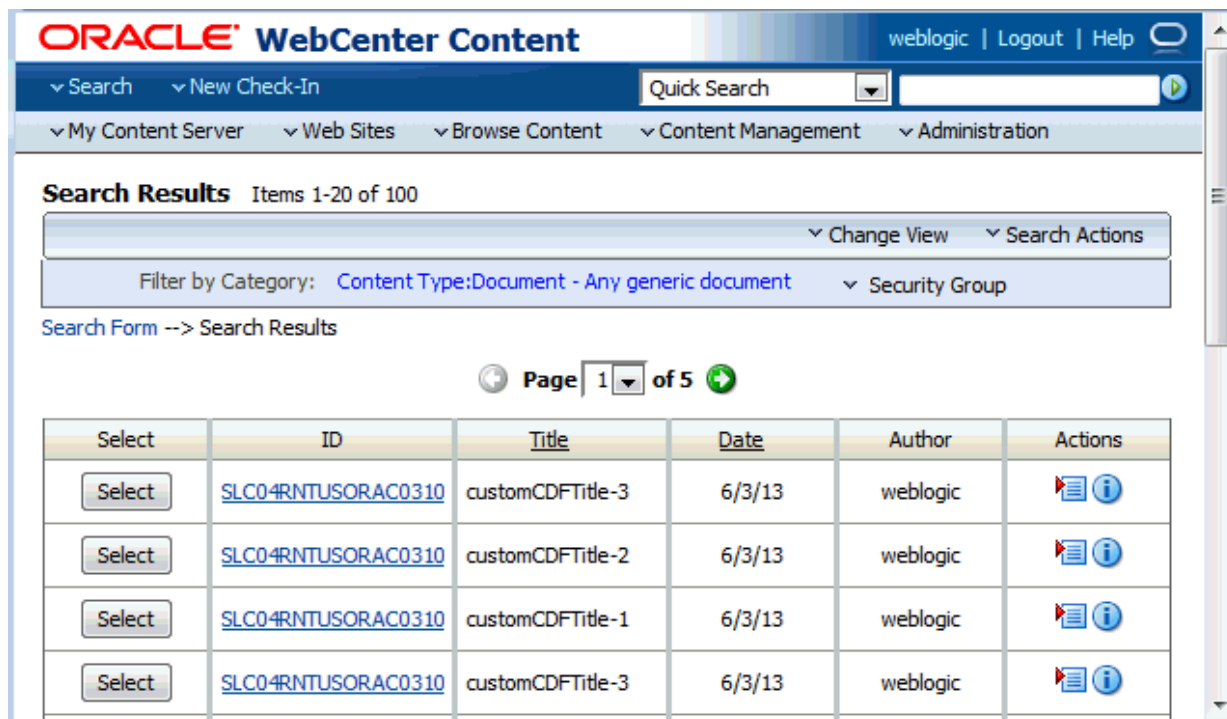 ORACLE WebCenter Content
weblogic | Logout | Help
Search New Check-In Quick Search
My Content Server Web Sites Browse Content Content Management Administration
Search Results Items 1-20 of 100
Change View Search Actions
Filter by Category: Content Type:Document - Any generic document Security Group
Search Form --> Search Results
Page 1 of 5
Select ID Title Date Author Actions
Select SLC04RNTUSORAC0310 customCDFTitle-3 6/3/13 weblogic
Select SLC04RNTUSORAC0310 customCDFTitle-2 6/3/13 weblogic
Select SLC04RNTUSORAC0310 customCDFTitle-1 6/3/13 weblogic
Select SLC04RNTUSORAC0310 customCDFTitle-3 6/3/13 weblogic